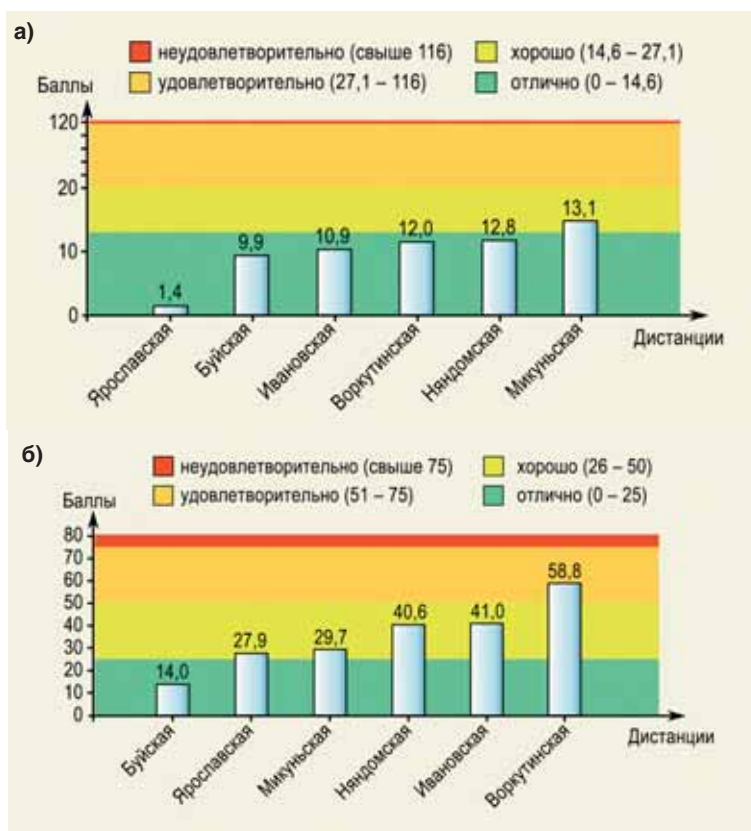 а)
неудовлетворительно (свыше 116) хорошо (14,6 – 27,1)
Баллы удовлетворительно (27,1 – 116) отлично (0 – 14,6)
120
20
10
0
1,4 9,9 10,9 12,0 12,8 13,1
Дистанции
Ярославская Буйская Ивановская Воркутинская Няндомская Микуньская
б)
неудовлетворительно (свыше 75) хорошо (26 – 50)
Баллы удовлетворительно (51 – 75) отлично (0 – 25)
80
70
60
50
40
30
20
10
0
14,0 27,9 29,7 40,6 41,0 58,8
Дистанции
Буйская Ярославская Микуньская Няндомская Ивановская Воркутинская